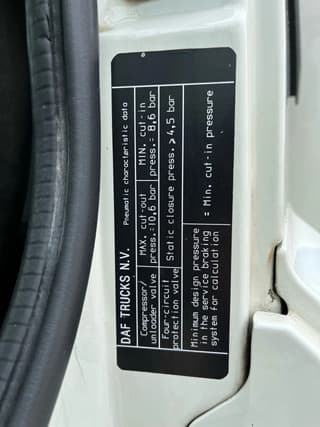 DAF TRUCKS N.V.
Pneumatic characteristic data
Compressor/ MAX. cut-out MIN. cut-in
unloader valve press.=10,6 bar press.= 8,6 bar
Four-circuit
protection valve Static closure press. > 4,5 bar
Minimum design pressure
in the service braking = Min. cut-in pressure
system for calculation